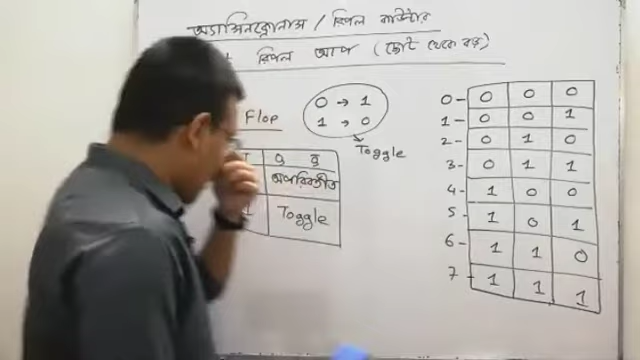 অ্যাসিনক্রোনাস / রিপল কাউন্টার
রিপল আপ (ছোট থেকে বড়)
Flop
0 → 1
1 → 0
Toggle
T Q Q̅
অপরিবর্তীত
1 Toggle
0 - 0 0 0
1 - 0 0 1
2 - 0 1 0
3 - 0 1 1
4 - 1 0 0
5 - 1 0 1
6 - 1 1 0
7 - 1 1 1